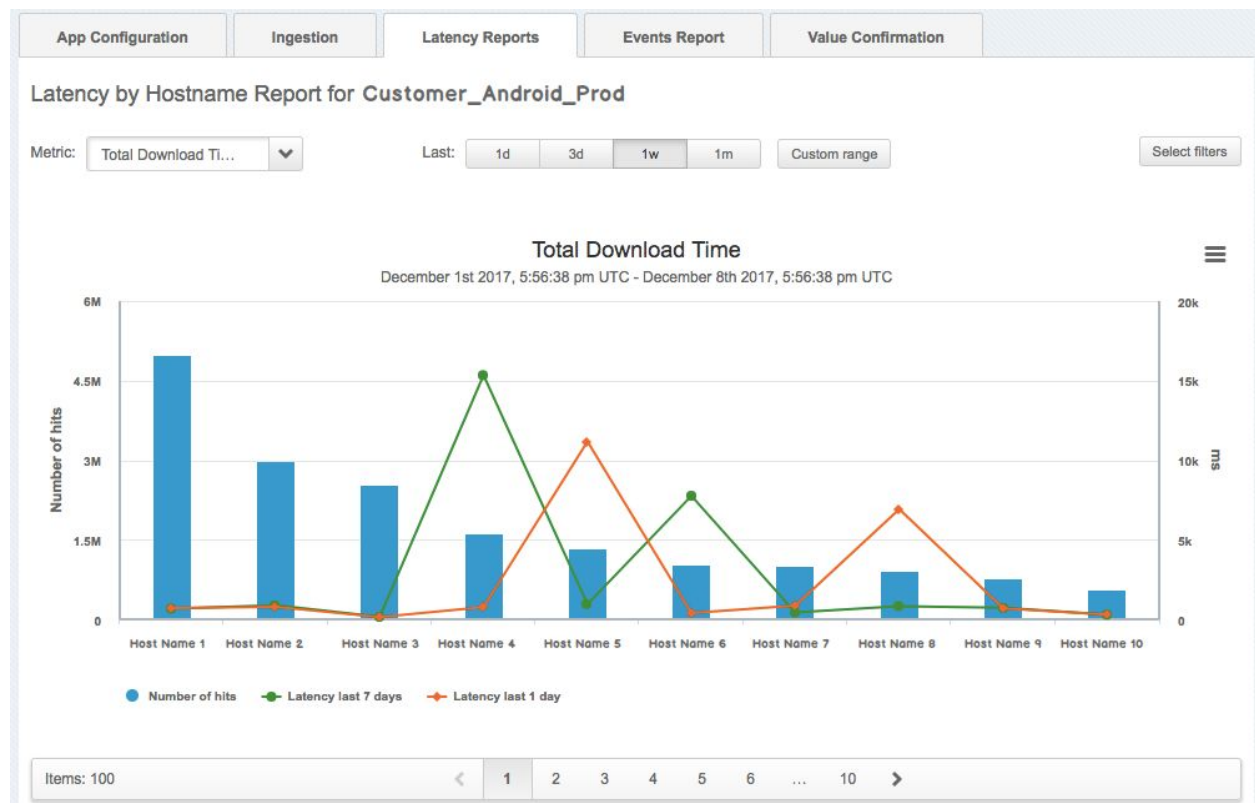 App Configuration Ingestion Latency Reports Events Report Value Confirmation
Latency by Hostname Report for Customer_Android_Prod
Metric: Total Download Ti... Last: 1d 3d 1w 1m Custom range Select filters
Total Download Time
December 1st 2017, 5:56:38 pm UTC - December 8th 2017, 5:56:38 pm UTC
6M 20k
4.5M 15k
Number of hits
3M 10k ms
1.5M 5k
0 0
Host Name 1 Host Name 2 Host Name 3 Host Name 4 Host Name 5 Host Name 6 Host Name 7 Host Name 8 Host Name 9 Host Name 10
Number of hits Latency last 7 days Latency last 1 day
Items: 100 < 1 2 3 4 5 6 ... 10 >